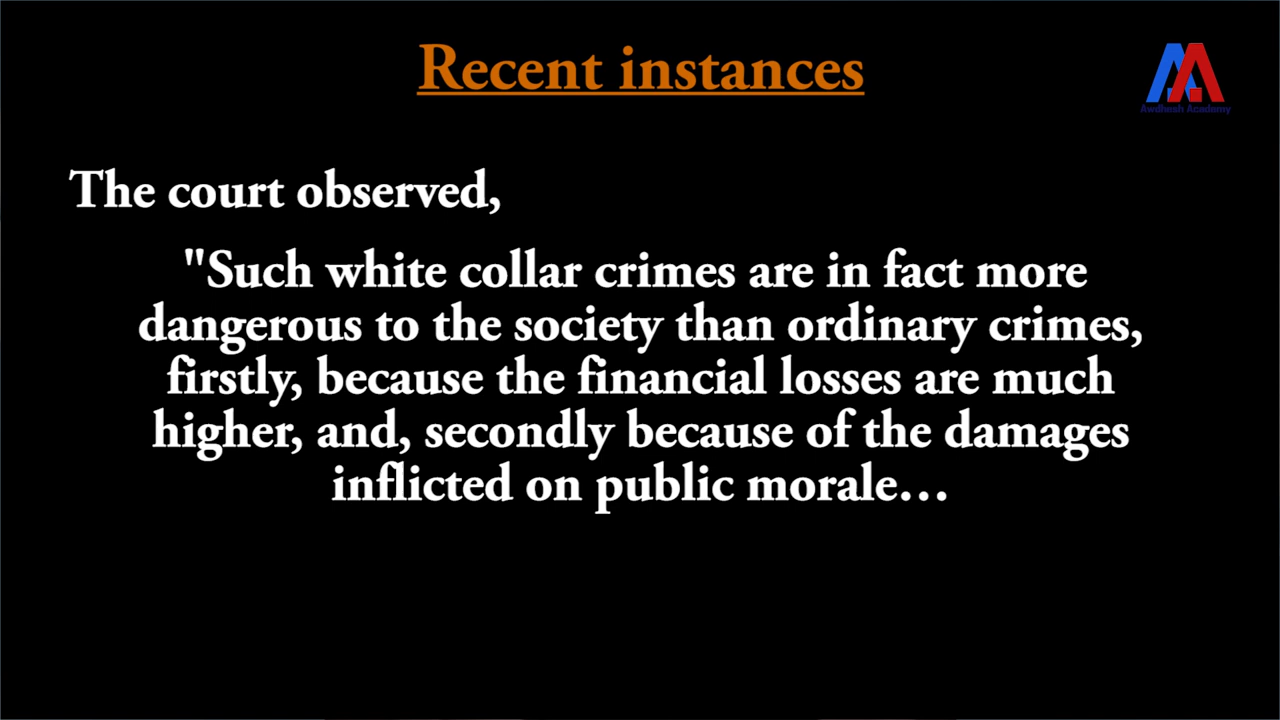 Recent instances
Awdhesh Academy
The court observed,
"Such white collar crimes are in fact more
dangerous to the society than ordinary crimes,
firstly, because the financial losses are much
higher, and, secondly because of the damages
inflicted on public morale…